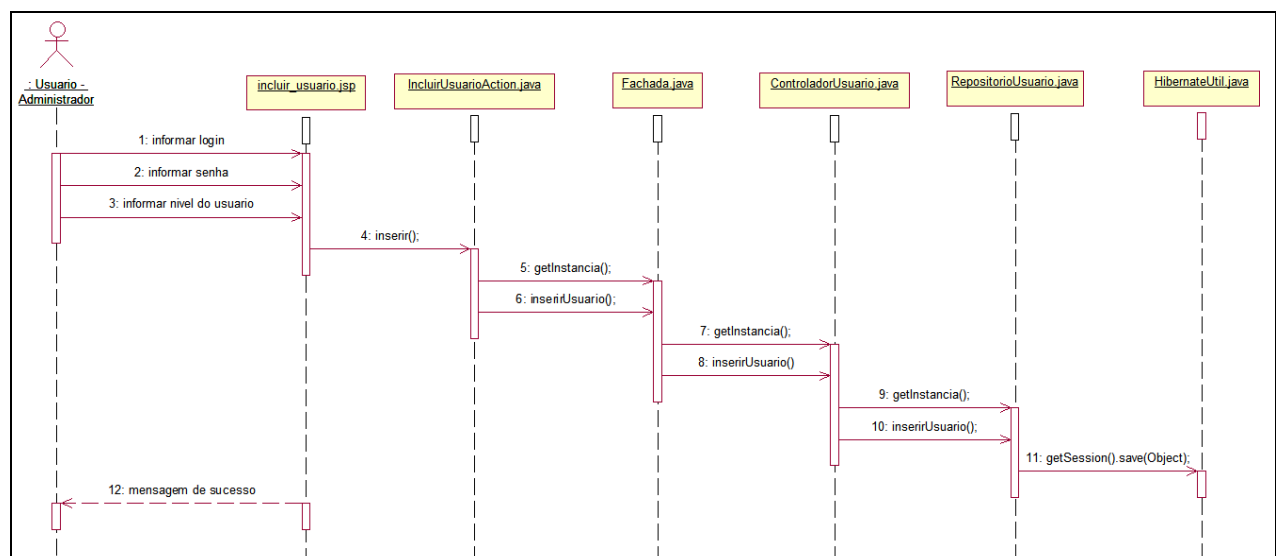 : Usuario -
Administrador
incluir_usuario.jsp
IncluirUsuarioAction.java
Fachada.java
ControladorUsuario.java
RepositorioUsuario.java
HibernateUtil.java
1: informar login
2: informar senha
3: informar nivel do usuario
4: inserir();
5: getInstancia();
6: inserirUsuario();
7: getInstancia();
8: inserirUsuario()
9: getInstancia();
10: inserirUsuario();
11: getSession().save(Object);
12: mensagem de sucesso